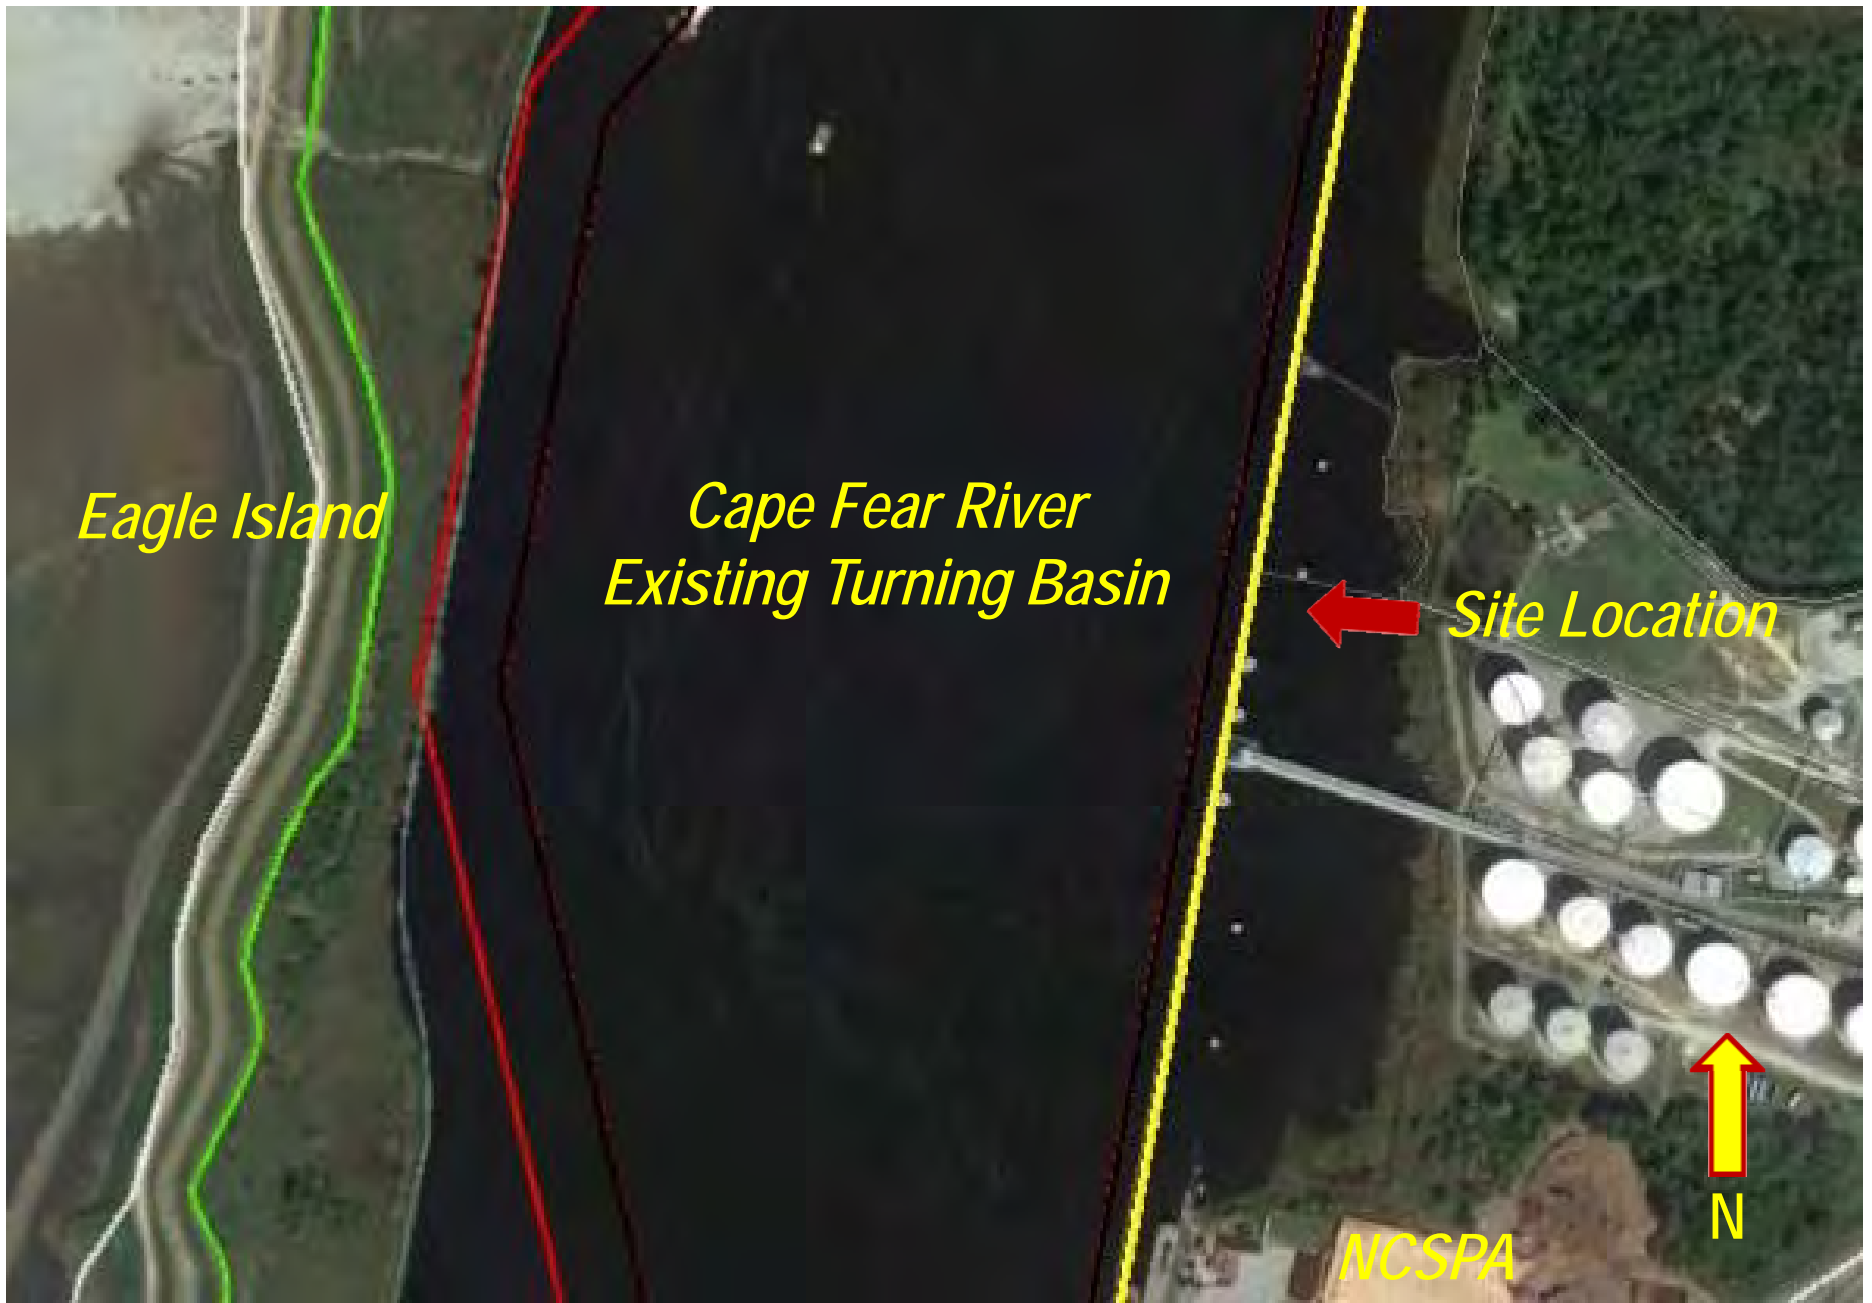 Cape Fear River
Existing Turning Basin
Eagle Island
Site Location
N
NCSPA